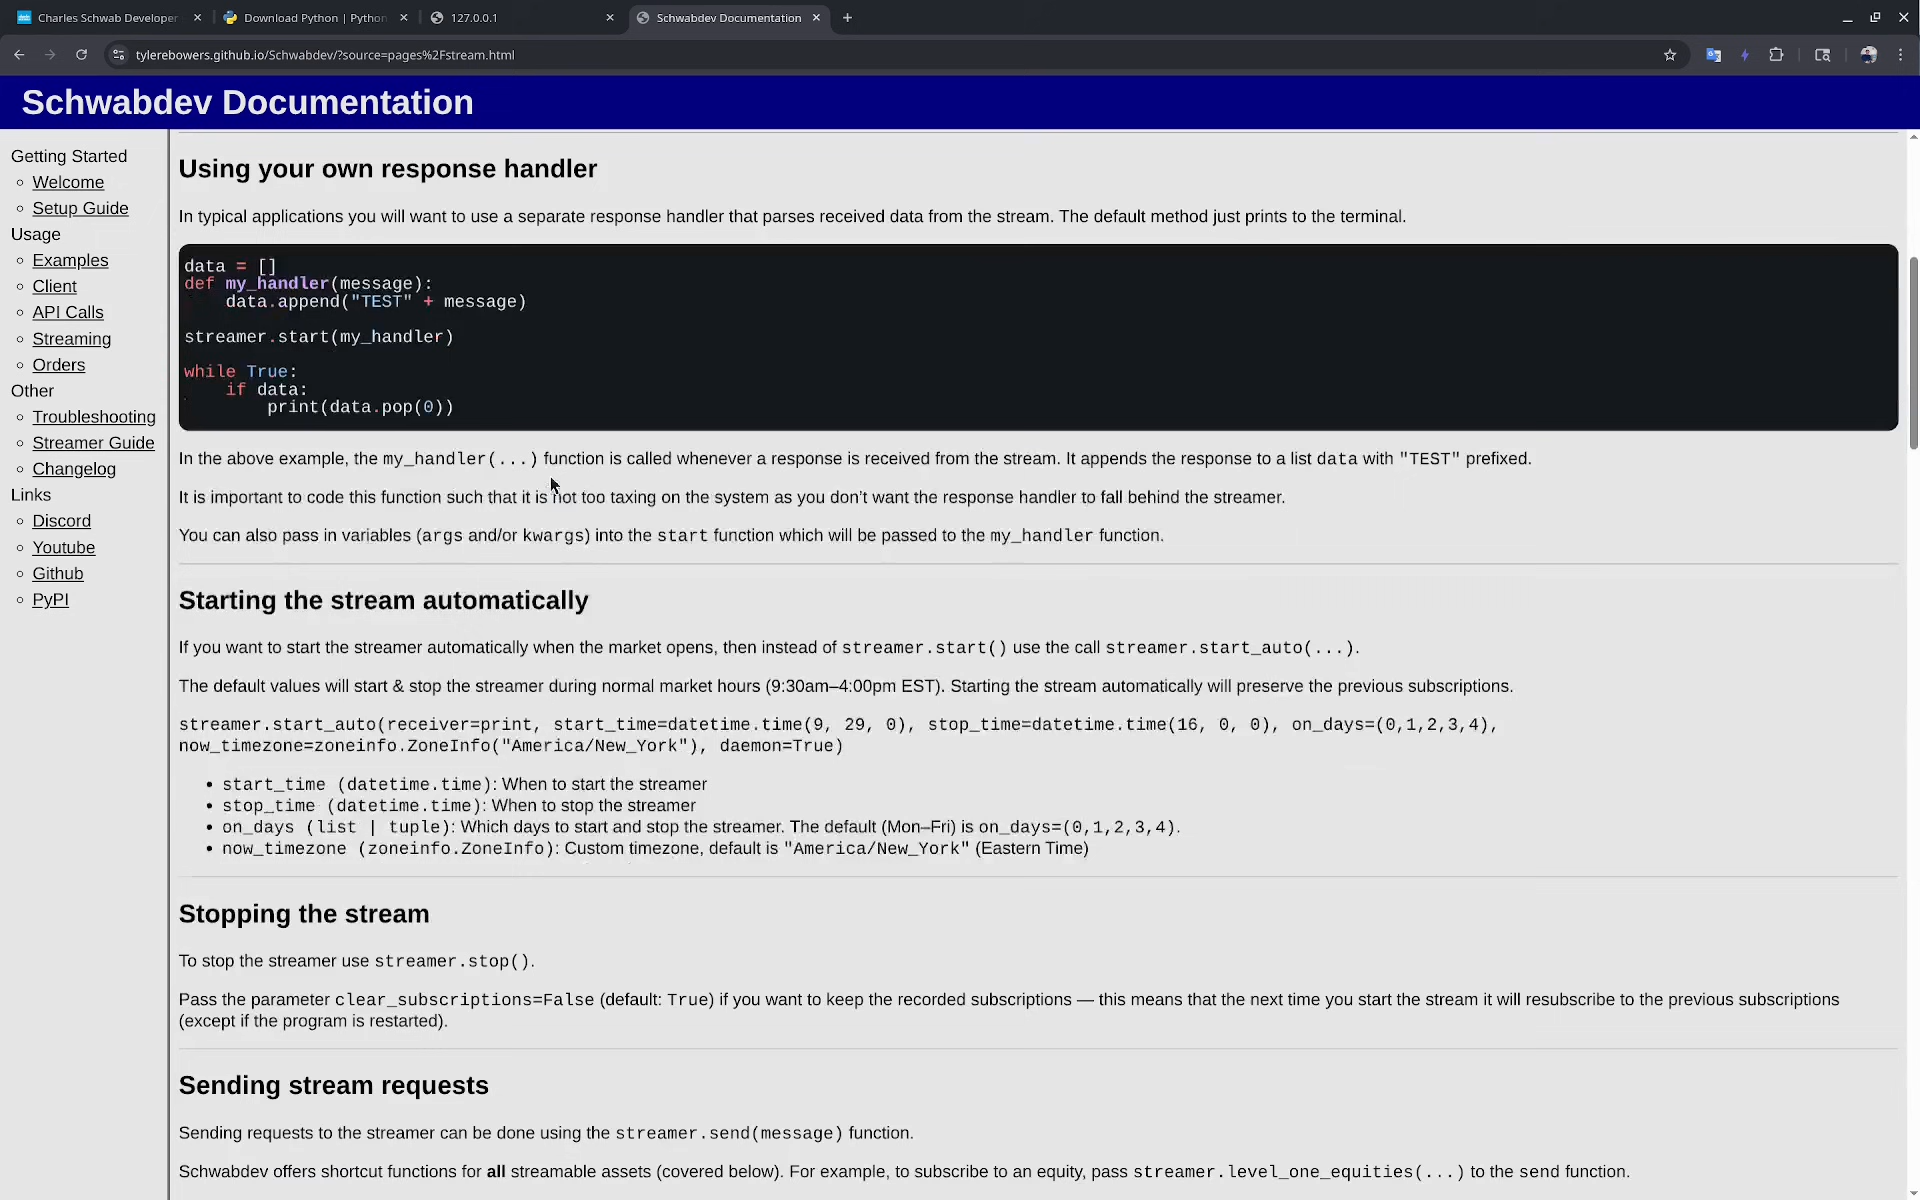 Charles Schwab Developer
Download Python | Python
127.0.0.1
Schwabdev Documentation
tylerebowers.github.io/Schwabdev/?source=pages%2Fstream.html
Schwabdev Documentation
Getting Started
Welcome
Setup Guide
Usage
Examples
Client
API Calls
Streaming
Orders
Other
Troubleshooting
Streamer Guide
Changelog
Links
Discord
Youtube
Github
PyPI
Using your own response handler
In typical applications you will want to use a separate response handler that parses received data from the stream. The default method just prints to the terminal.
data = []
def my_handler(message):
    data.append("TEST" + message)
streamer.start(my_handler)
while True:
    if data:
        print(data.pop(0))
In the above example, the my_handler(...) function is called whenever a response is received from the stream. It appends the response to a list data with "TEST" prefixed.
It is important to code this function such that it is not too taxing on the system as you don’t want the response handler to fall behind the streamer.
You can also pass in variables (args and/or kwargs) into the start function which will be passed to the my_handler function.
Starting the stream automatically
If you want to start the streamer automatically when the market opens, then instead of streamer.start() use the call streamer.start_auto(...).
The default values will start & stop the streamer during normal market hours (9:30am–4:00pm EST). Starting the stream automatically will preserve the previous subscriptions.
streamer.start_auto(receiver=print, start_time=datetime.time(9, 29, 0), stop_time=datetime.time(16, 0, 0), on_days=(0,1,2,3,4),
now_timezone=zoneinfo.ZoneInfo("America/New_York"), daemon=True)
• start_time (datetime.time): When to start the streamer
• stop_time (datetime.time): When to stop the streamer
• on_days (list | tuple): Which days to start and stop the streamer. The default (Mon–Fri) is on_days=(0,1,2,3,4).
• now_timezone (zoneinfo.ZoneInfo): Custom timezone, default is "America/New_York" (Eastern Time)
Stopping the stream
To stop the streamer use streamer.stop().
Pass the parameter clear_subscriptions=False (default: True) if you want to keep the recorded subscriptions — this means that the next time you start the stream it will resubscribe to the previous subscriptions
(except if the program is restarted).
Sending stream requests
Sending requests to the streamer can be done using the streamer.send(message) function.
Schwabdev offers shortcut functions for all streamable assets (covered below). For example, to subscribe to an equity, pass streamer.level_one_equities(...) to the send function.